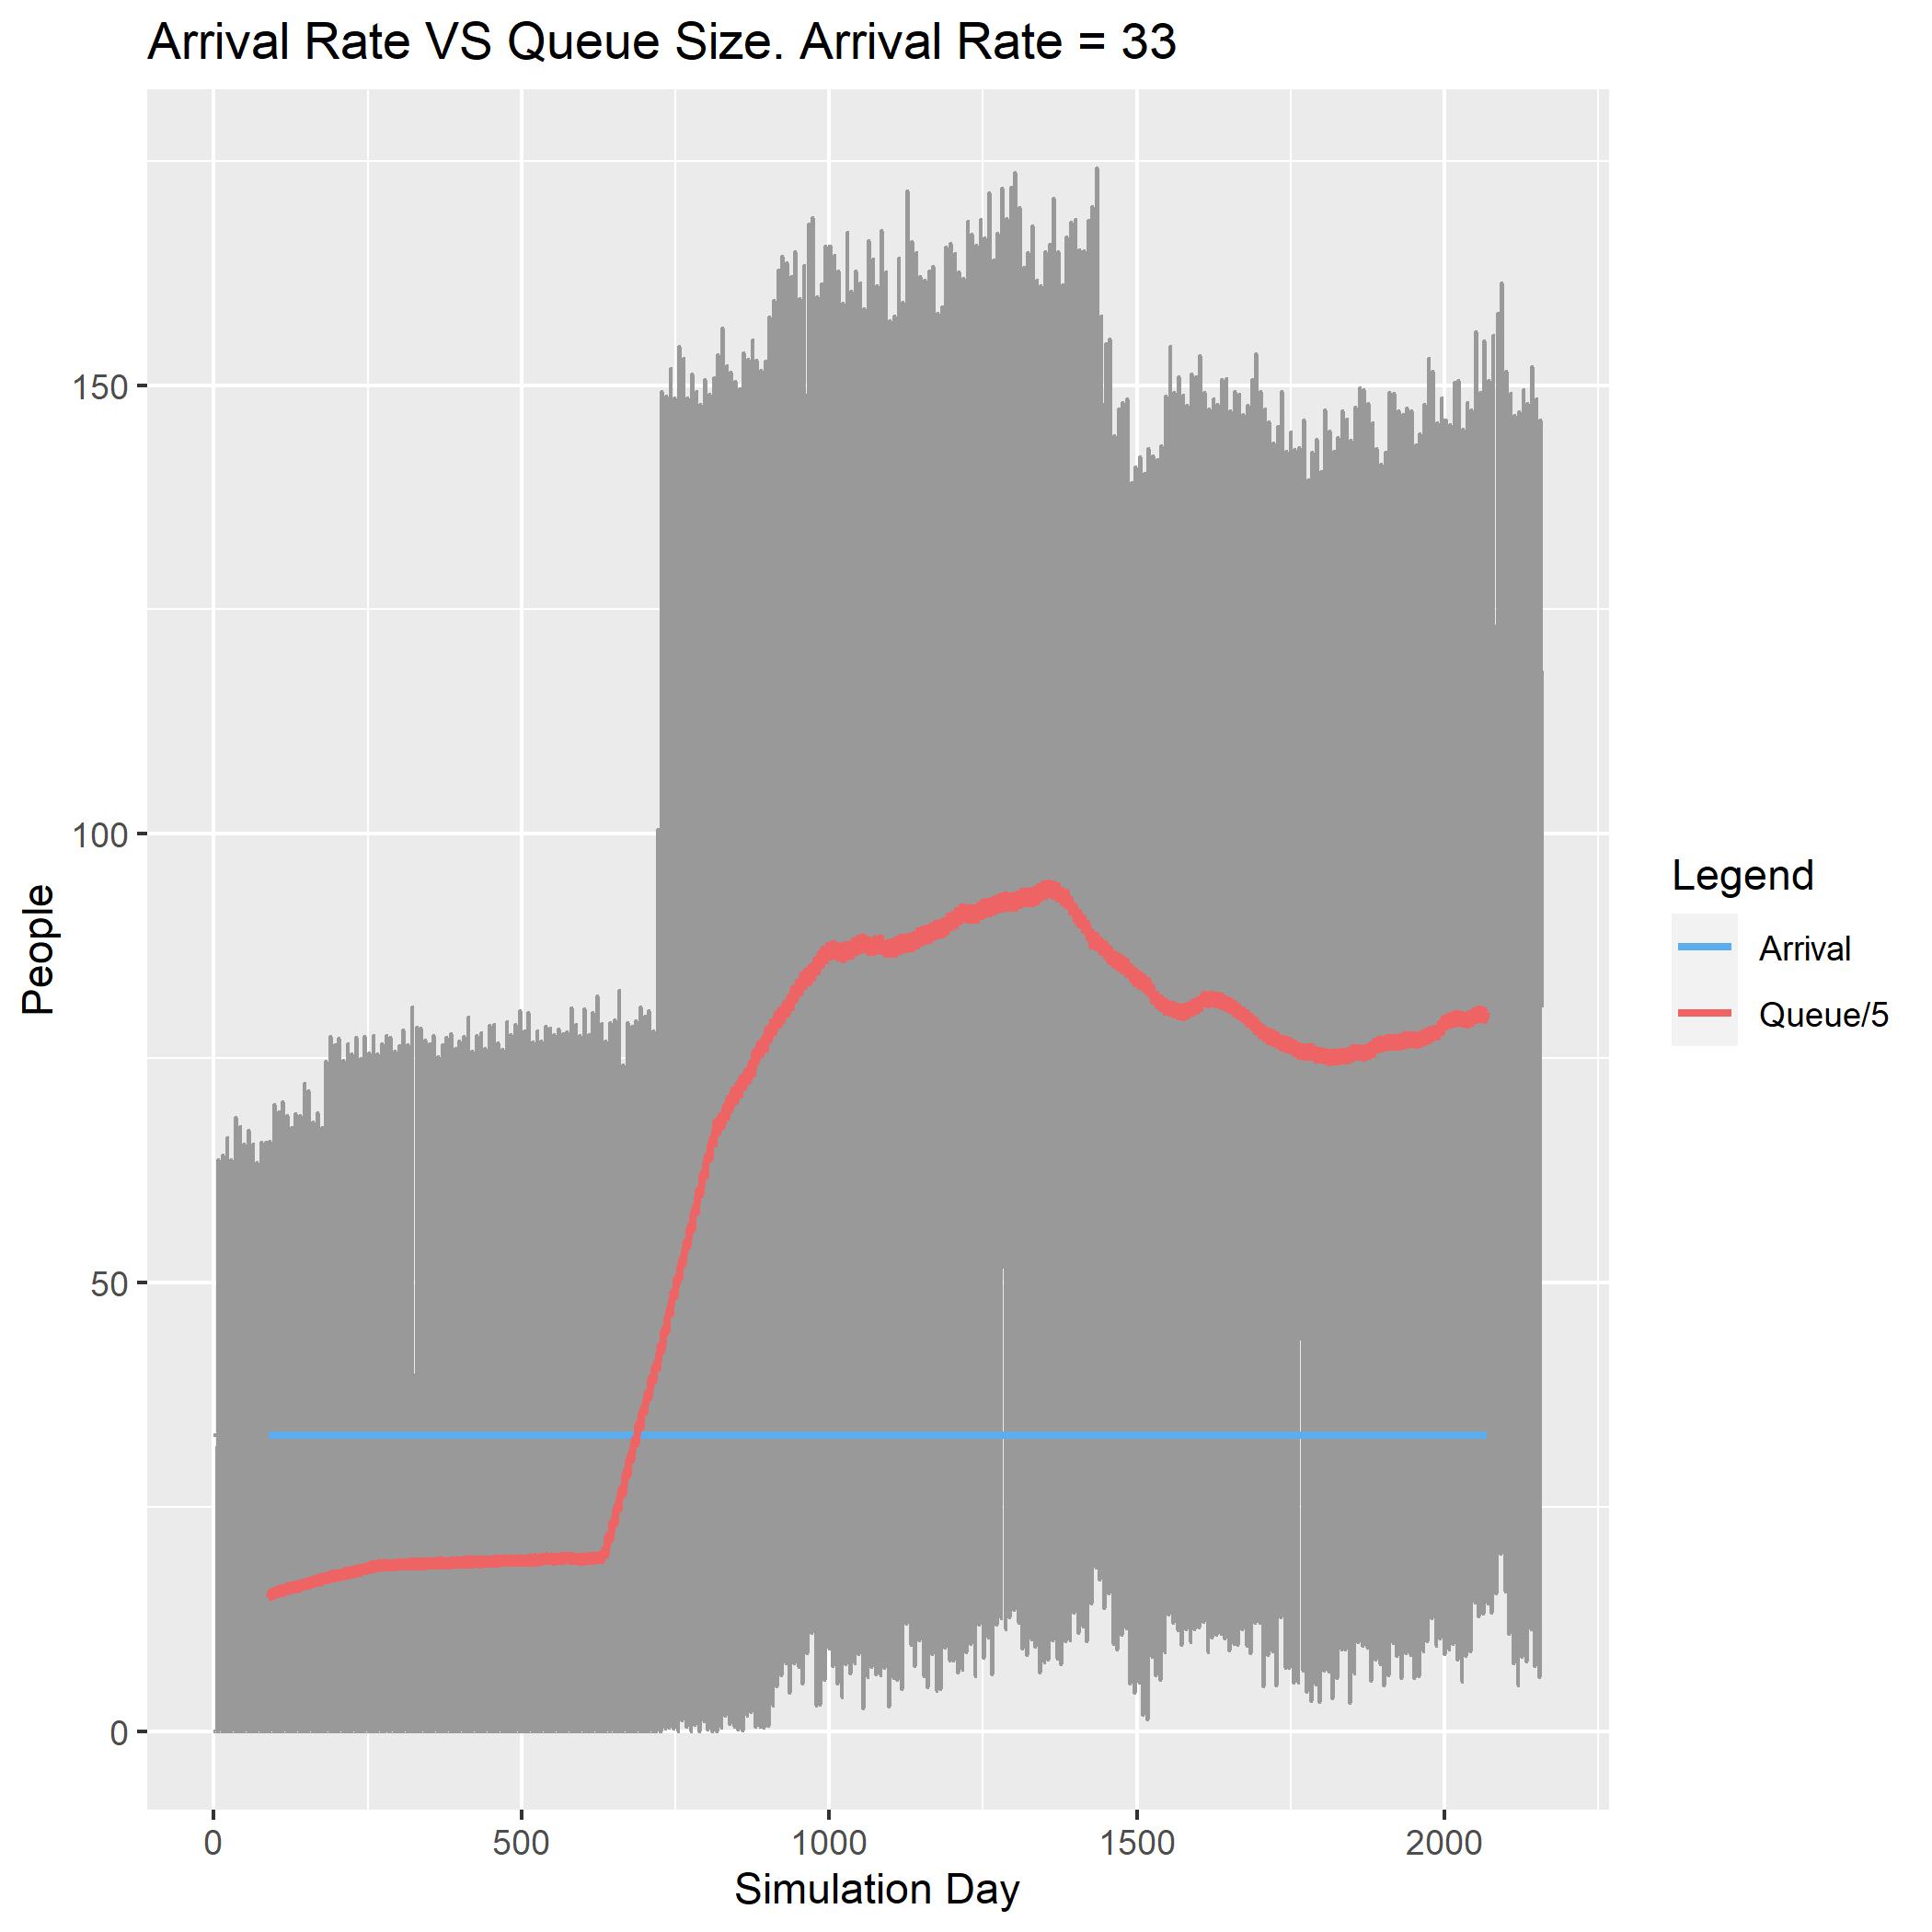 Arrival Rate VS Queue Size. Arrival Rate = 33
People
150
100
50
0
0 500 1000 1500 2000
Simulation Day
Legend
Arrival
Queue/5